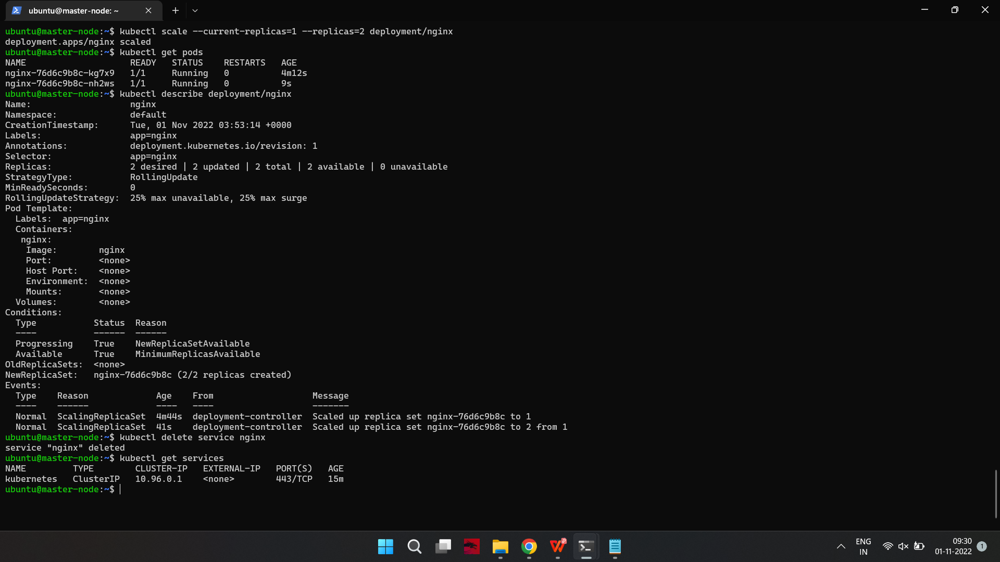 ubuntu@master-node: ~
ubuntu@master-node:~$ kubectl scale --current-replicas=1 --replicas=2 deployment/nginx
deployment.apps/nginx scaled
ubuntu@master-node:~$ kubectl get pods
NAME                    READY   STATUS    RESTARTS   AGE
nginx-76d6c9b8c-kg7x9   1/1     Running   0          4m12s
nginx-76d6c9b8c-nh2ws   1/1     Running   0          9s
ubuntu@master-node:~$ kubectl describe deployment/nginx
Name:                   nginx
Namespace:              default
CreationTimestamp:      Tue, 01 Nov 2022 03:53:14 +0000
Labels:                 app=nginx
Annotations:            deployment.kubernetes.io/revision: 1
Selector:               app=nginx
Replicas:               2 desired | 2 updated | 2 total | 2 available | 0 unavailable
StrategyType:           RollingUpdate
MinReadySeconds:        0
RollingUpdateStrategy:  25% max unavailable, 25% max surge
Pod Template:
  Labels:  app=nginx
  Containers:
   nginx:
    Image:        nginx
    Port:         <none>
    Host Port:    <none>
    Environment:  <none>
    Mounts:       <none>
  Volumes:        <none>
Conditions:
  Type           Status  Reason
  ----           ------  ------
  Progressing    True    NewReplicaSetAvailable
  Available      True    MinimumReplicasAvailable
OldReplicaSets:  <none>
NewReplicaSet:   nginx-76d6c9b8c (2/2 replicas created)
Events:
  Type    Reason             Age    From                   Message
  ----    ------             ----   ----                   -------
  Normal  ScalingReplicaSet  4m44s  deployment-controller  Scaled up replica set nginx-76d6c9b8c to 1
  Normal  ScalingReplicaSet  41s    deployment-controller  Scaled up replica set nginx-76d6c9b8c to 2 from 1
ubuntu@master-node:~$ kubectl delete service nginx
service "nginx" deleted
ubuntu@master-node:~$ kubectl get services
NAME         TYPE        CLUSTER-IP   EXTERNAL-IP   PORT(S)   AGE
kubernetes   ClusterIP   10.96.0.1    <none>        443/TCP   15m
ubuntu@master-node:~$
ENG
IN
09:30
01-11-2022
1